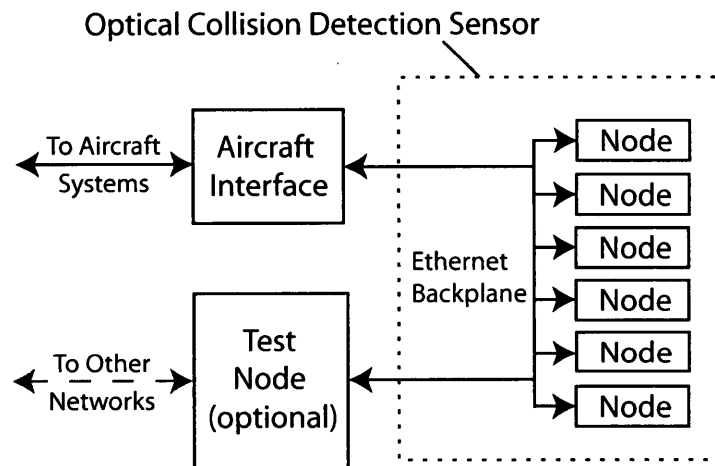 Optical Collision Detection Sensor
To Aircraft
Systems
Aircraft
Interface
Ethernet
Backplane
To Other
Networks
Test
Node
(optional)
Node
Node
Node
Node
Node
Node